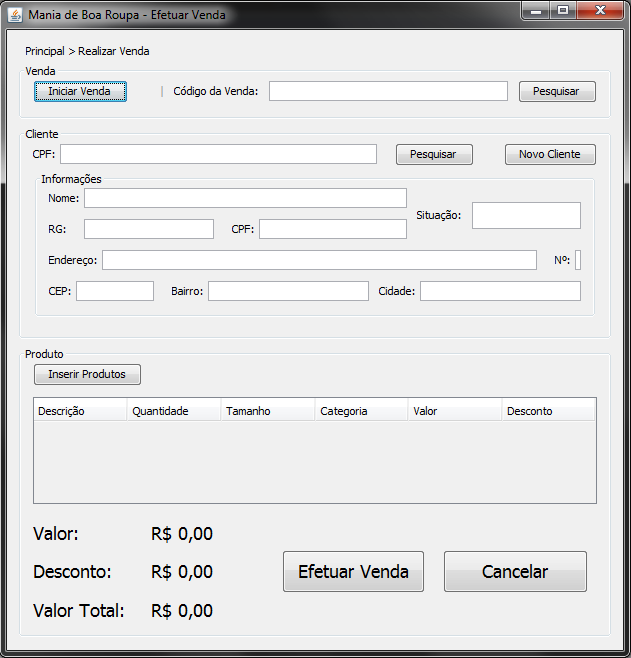 Mania de Boa Roupa - Efetuar Venda
Principal > Realizar Venda
Venda
Iniciar Venda | Código da Venda: Pesquisar
Cliente
CPF: Pesquisar Novo Cliente
Informações
Nome:
Situação:
RG: CPF:
Endereço: Nº:
CEP: Bairro: Cidade:
Produto
Inserir Produtos
Descrição Quantidade Tamanho Categoria Valor Desconto
Valor: R$ 0,00
Desconto: R$ 0,00 Efetuar Venda Cancelar
Valor Total: R$ 0,00